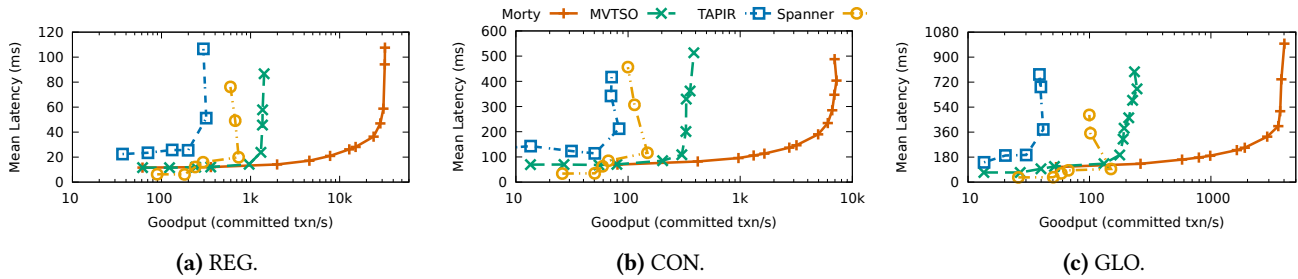 Morty MVTSO TAPIR Spanner
120
100
80
60
40
20
0
10 100 1k 10k
Mean Latency (ms)
Goodput (committed txn/s)
(a) REG.
600
500
400
300
200
100
0
10 100 1k 10k
Mean Latency (ms)
Goodput (committed txn/s)
(b) CON.
1080
900
720
540
360
180
0
10 100 1000
Mean Latency (ms)
Goodput (committed txn/s)
(c) GLO.